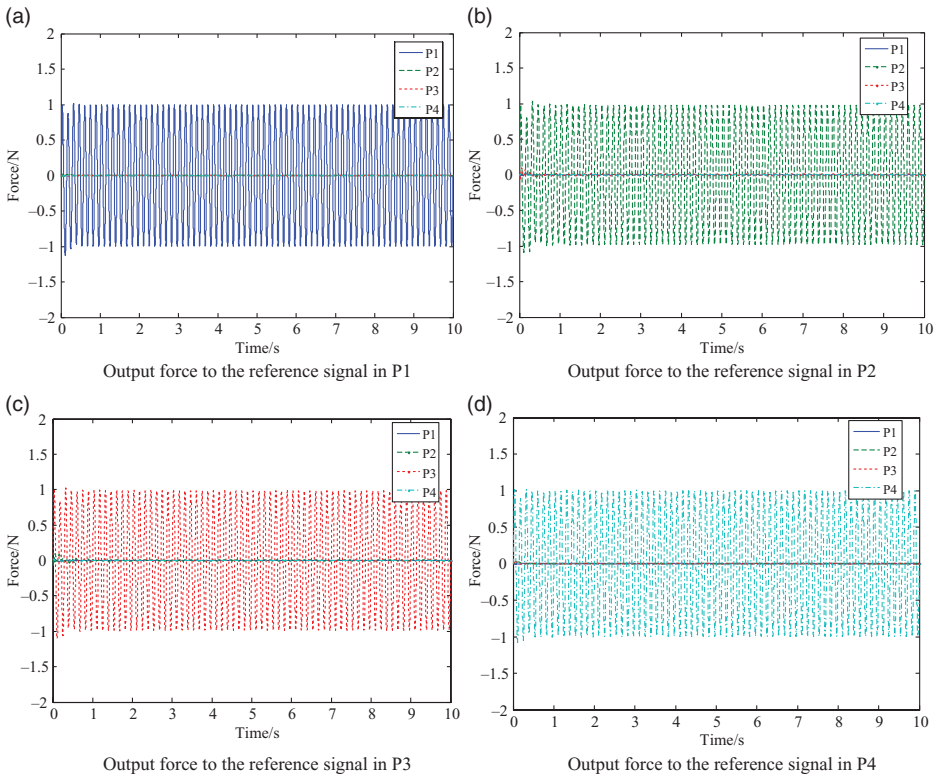 (a)
2
1.5
1
0.5
0
−0.5
−1
−1.5
−2
Force/N
P1
P2
P3
P4
0 1 2 3 4 5 6 7 8 9 10
Time/s
Output force to the reference signal in P1
(b)
2
1.5
1
0.5
0
−0.5
−1
−1.5
−2
Force/N
P1
P2
P3
P4
0 1 2 3 4 5 6 7 8 9 10
Time/s
Output force to the reference signal in P2
(c)
2
1.5
1
0.5
0
−0.5
−1
−1.5
−2
Force/N
P1
P2
P3
P4
0 1 2 3 4 5 6 7 8 9 10
Time/s
Output force to the reference signal in P3
(d)
2
1.5
1
0.5
0
−0.5
−1
−1.5
−2
Force/N
P1
P2
P3
P4
0 1 2 3 4 5 6 7 8 9 10
Time/s
Output force to the reference signal in P4